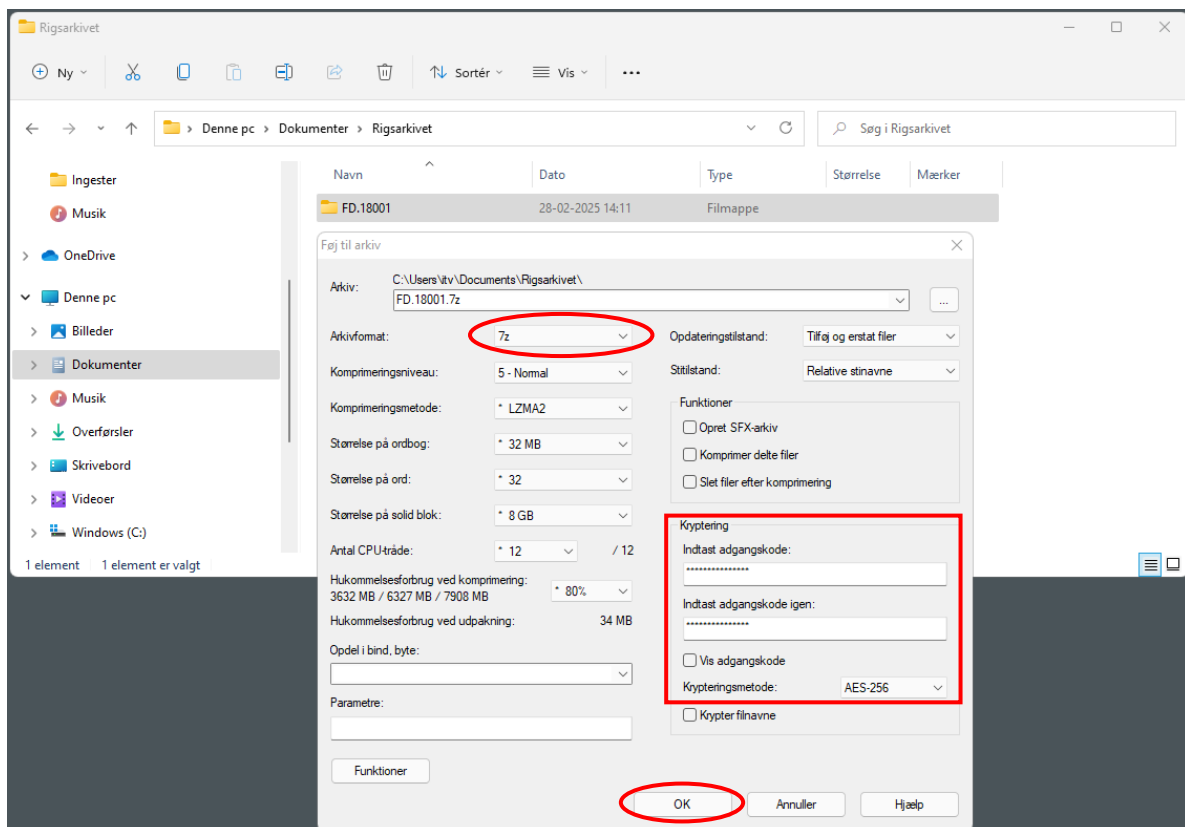 Rigsarkivet
Ny
Sortér
Vis
Denne pc > Dokumenter > Rigsarkivet
Søg i Rigsarkivet
Ingester
Musik
OneDrive
Denne pc
Billeder
Dokumenter
Musik
Overførsler
Skrivebord
Videoer
Windows (C:)
Navn Dato Type Størrelse Mærker
FD.18001 28-02-2025 14:11 Filmappe
Føj til arkiv
Arkiv: C:\Users\itv\Documents\Rigsarkivet\
FD.18001.7z
...
Arkivformat: 7z
Komprimeringsniveau: 5 - Normal
Komprimeringsmetode: * LZMA2
Størrelse på ordbog: * 32 MB
Størrelse på ord: * 32
Størrelse på solid blok: * 8 GB
Antal CPU-tråde: * 12 / 12
Hukommelsesforbrug ved komprimering:
3632 MB / 6327 MB / 7908 MB * 80%
Hukommelsesforbrug ved udpakning: 34 MB
Opdel i bind, byte:
Parametre:
Funktioner
Opdateringstilstand: Tilføj og erstat filer
Stitilstand: Relative stinavne
Funktioner
Opret SFX-arkiv
Komprimer delte filer
Slet filer efter komprimering
Kryptering
Indtast adgangskode:
***************
Indtast adgangskode igen:
***************
Vis adgangskode
Krypteringsmetode: AES-256
Krypter filnavne
OK Annuller Hjælp
1 element 1 element er valgt